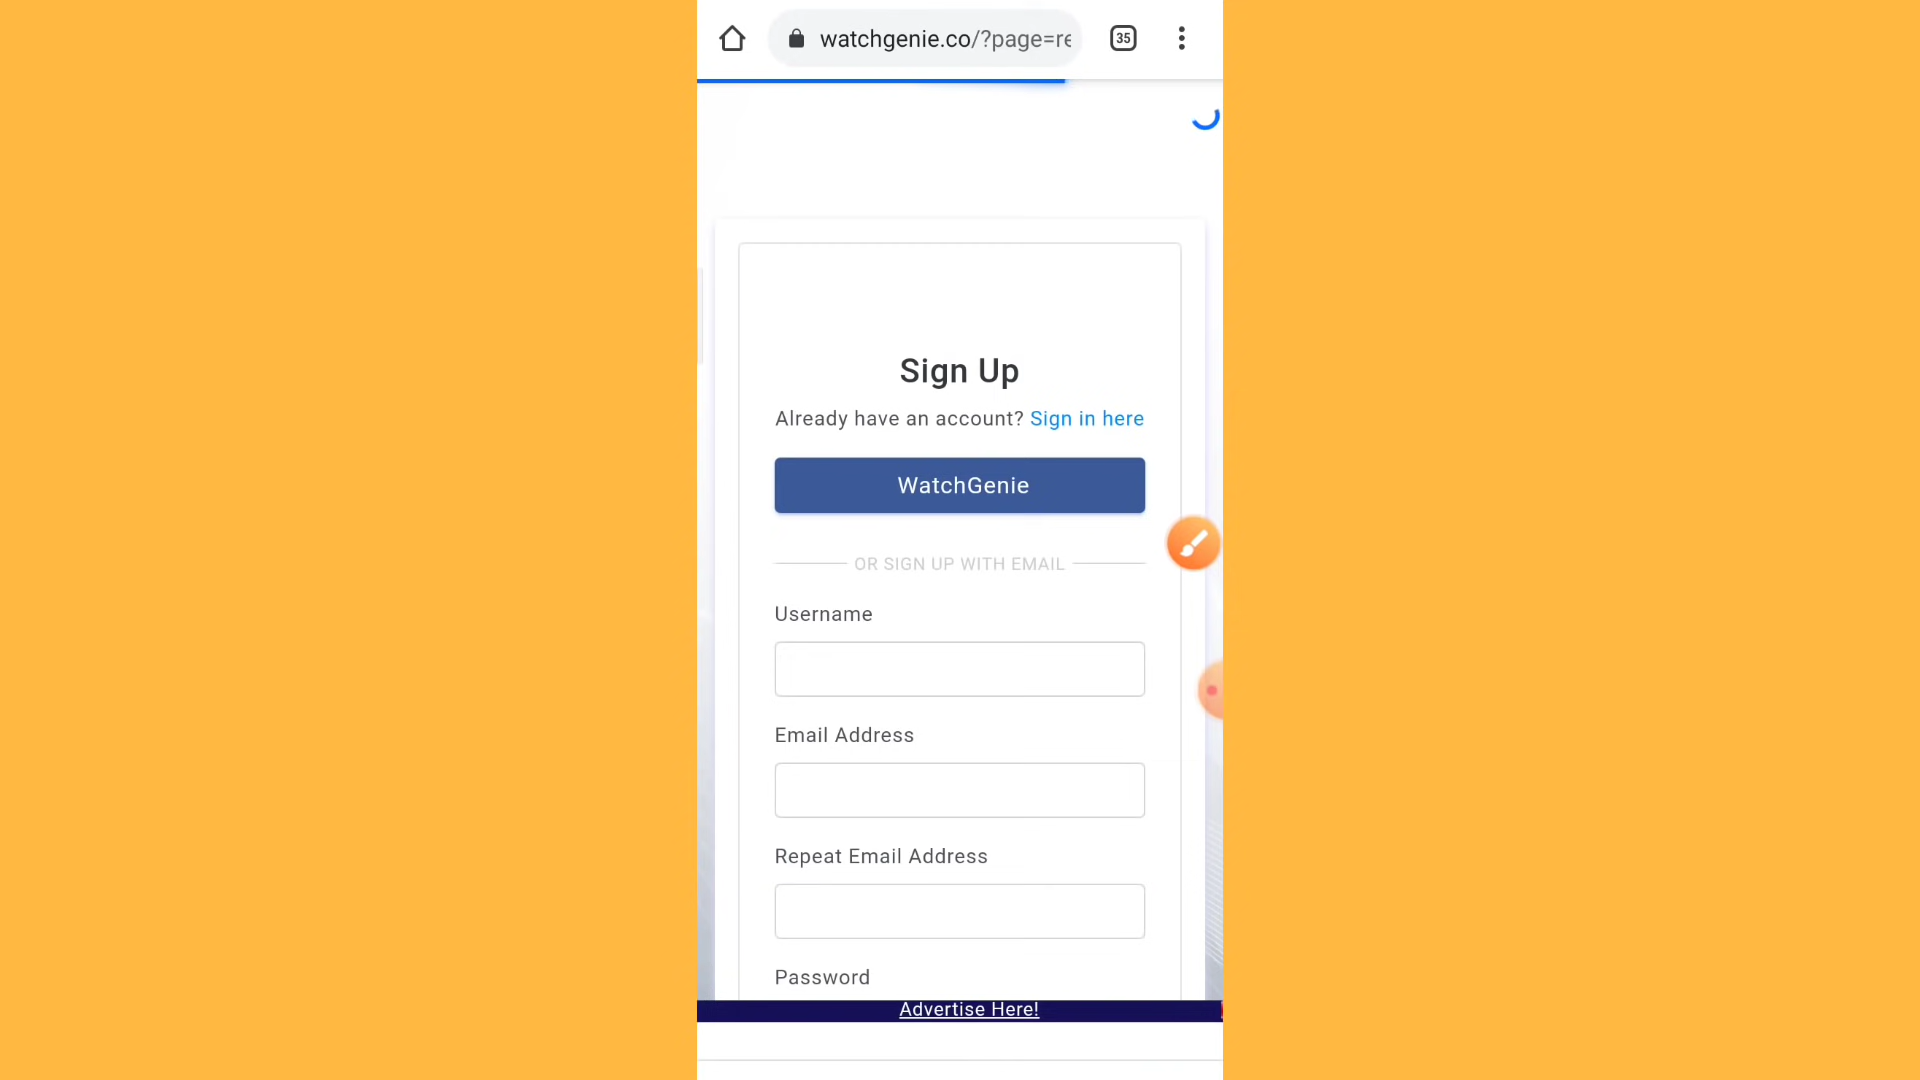 watchgenie.co/?page=re
35
Sign Up
Already have an account? Sign in here
WatchGenie
OR SIGN UP WITH EMAIL
Username
Email Address
Repeat Email Address
Password
Advertise Here!